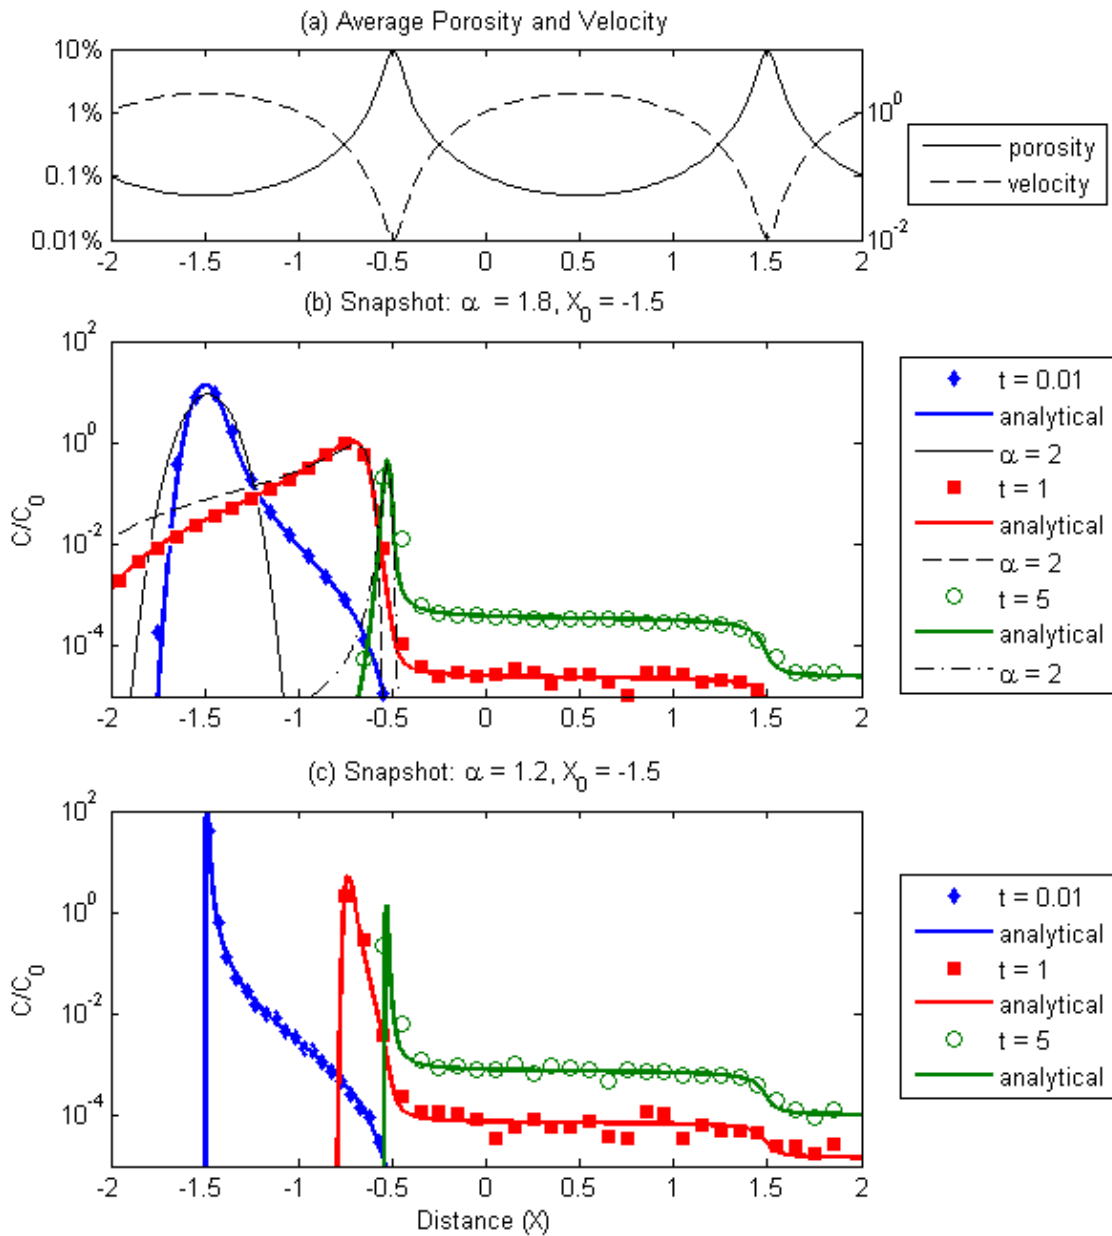 (a) Average Porosity and Velocity
10%
1%
0.1%
0.01%
10^0
10^-2
-2 -1.5 -1 -0.5 0 0.5 1 1.5 2
porosity
velocity
(b) Snapshot: α = 1.8, X_0 = -1.5
C/C_0
10^2
10^0
10^-2
10^-4
-2 -1.5 -1 -0.5 0 0.5 1 1.5 2
t = 0.01
analytical
α = 2
t = 1
analytical
α = 2
t = 5
analytical
α = 2
(c) Snapshot: α = 1.2, X_0 = -1.5
C/C_0
10^2
10^0
10^-2
10^-4
-2 -1.5 -1 -0.5 0 0.5 1 1.5 2
Distance (X)
t = 0.01
analytical
t = 1
analytical
t = 5
analytical